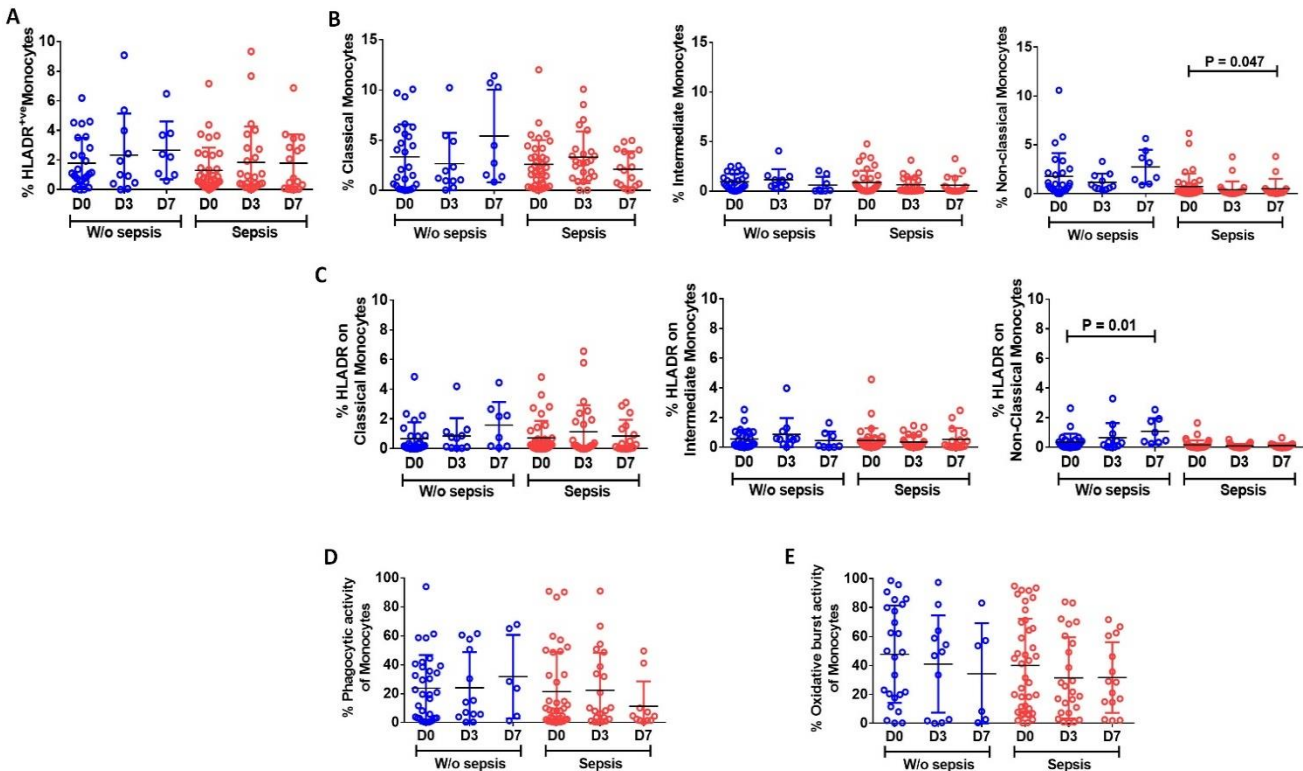 A
% HLADR+ve Monocytes
10
8
6
4
2
0
D0 D3 D7 D0 D3 D7
W/o sepsis Sepsis
B
% Classical Monocytes
15
10
5
0
D0 D3 D7 D0 D3 D7
W/o sepsis Sepsis
% Intermediate Monocytes
15
10
5
0
D0 D3 D7 D0 D3 D7
W/o sepsis Sepsis
% Non-classical Monocytes
15
10
5
0
P = 0.047
D0 D3 D7 D0 D3 D7
W/o sepsis Sepsis
C
% HLADR on
Classical Monocytes
10
8
6
4
2
0
D0 D3 D7 D0 D3 D7
W/o sepsis Sepsis
% HLADR on
Intermediate Monocytes
10
8
6
4
2
0
D0 D3 D7 D0 D3 D7
W/o sepsis Sepsis
% HLADR on
Non-Classical Monocytes
10
8
6
4
2
0
P = 0.01
D0 D3 D7 D0 D3 D7
W/o sepsis Sepsis
D
% Phagocytic activity
of Monocytes
100
80
60
40
20
0
D0 D3 D7 D0 D3 D7
W/o sepsis Sepsis
E
% Oxidative burst activity
of Monocytes
100
80
60
40
20
0
D0 D3 D7 D0 D3 D7
W/o sepsis Sepsis